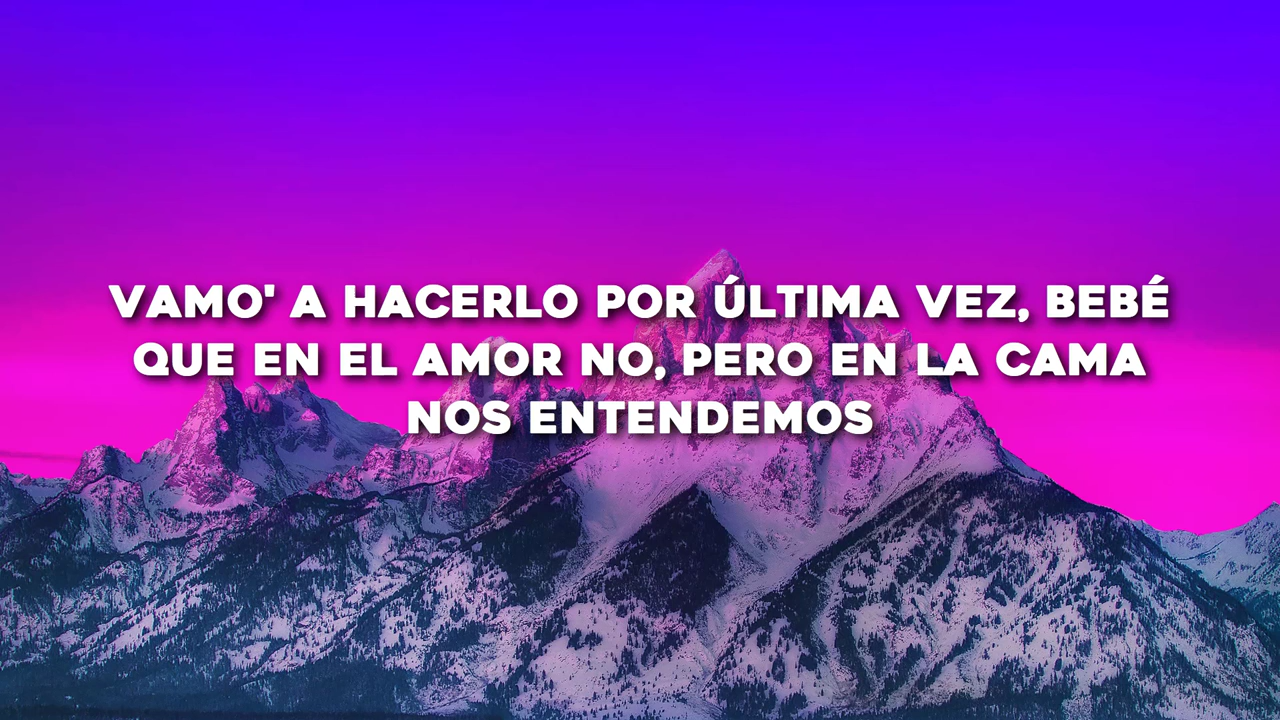 VAMO' A HACERLO POR ÚLTIMA VEZ, BEBÉ
QUE EN EL AMOR NO, PERO EN LA CAMA
NOS ENTENDEMOS